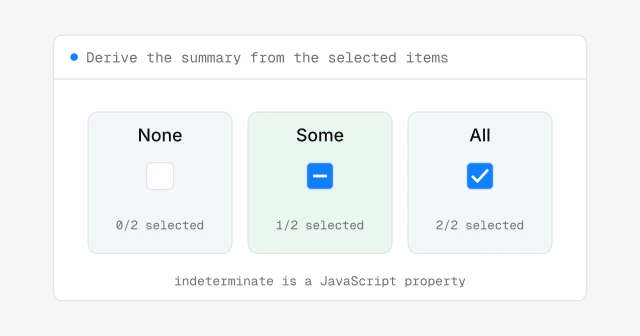 Derive the summary from the selected items
None
Some
All
0/2 selected
1/2 selected
2/2 selected
indeterminate is a JavaScript property